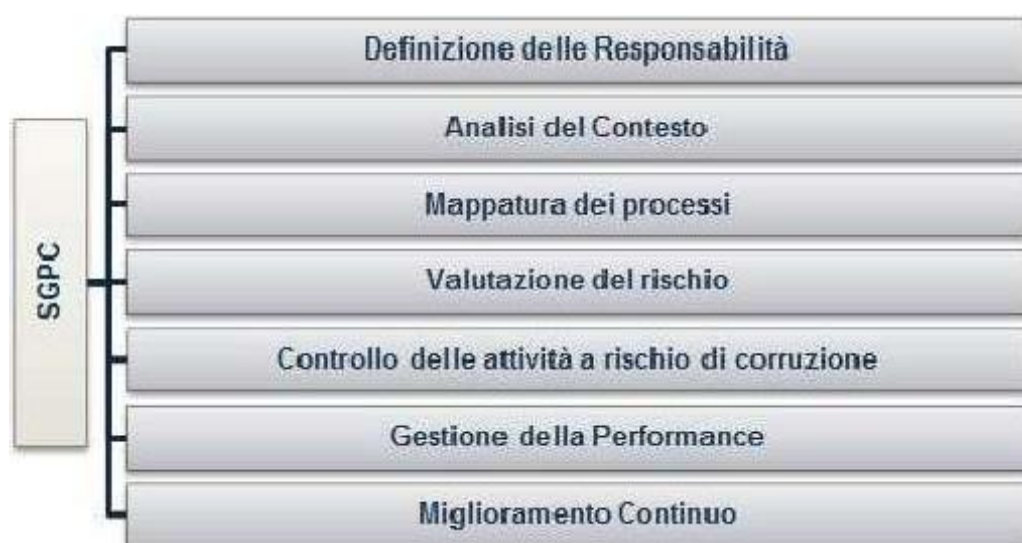 SGPC
Definizione delle Responsabilità
Analisi del Contesto
Mappatura dei processi
Valutazione del rischio
Controllo delle attività a rischio di corruzione
Gestione della Performance
Miglioramento Continuo